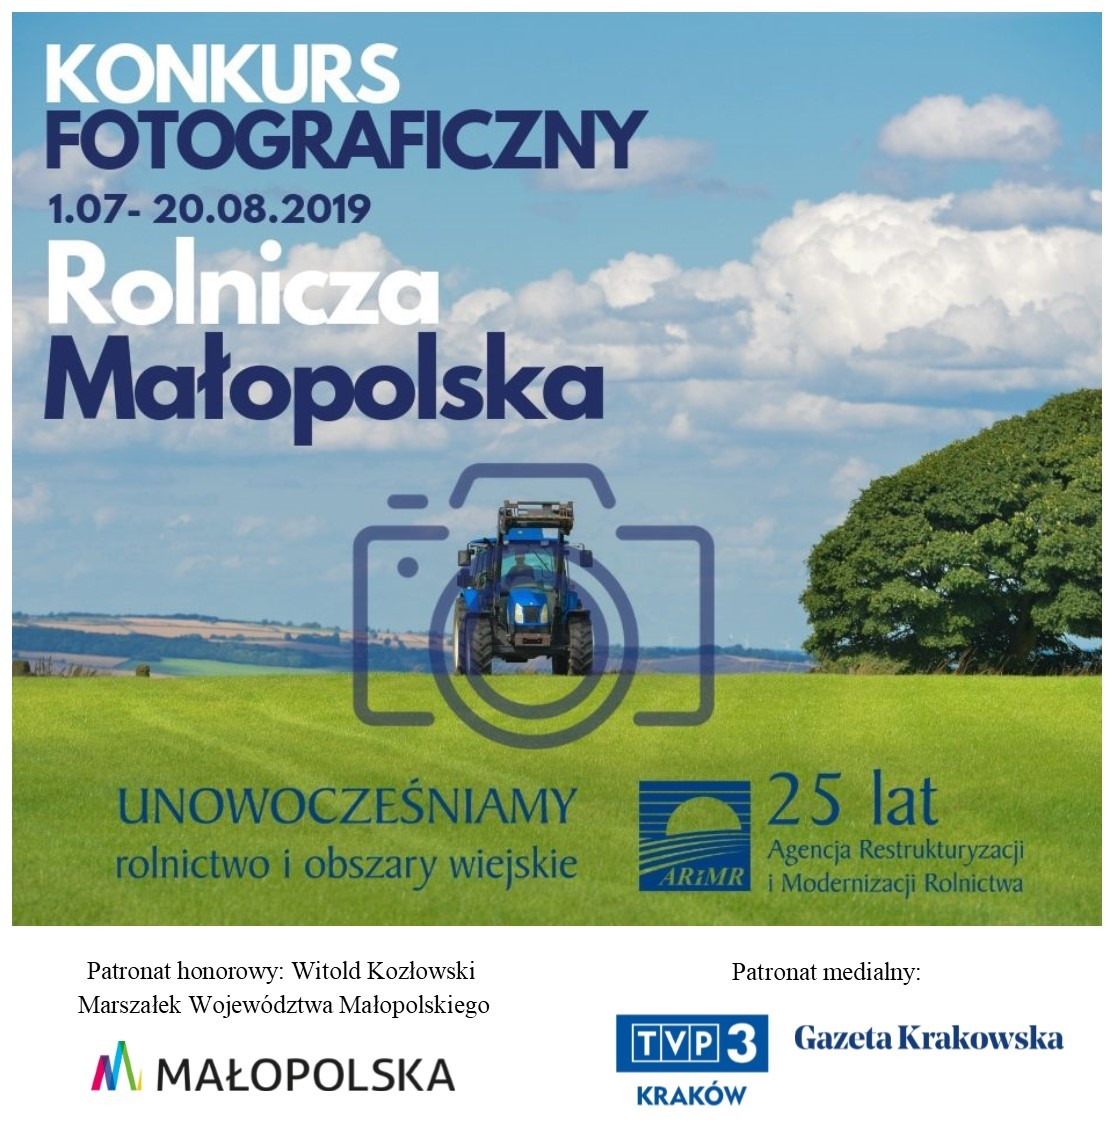 KONKURS
FOTOGRAFICZNY
1.07- 20.08.2019
Rolnicza
Małopolska
UNOWOCZEŚNIAMY
rolnictwo i obszary wiejskie
ARiMR
25 lat
Agencja Restrukturyzacji
i Modernizacji Rolnictwa
Patronat honorowy: Witold Kozłowski
Marszałek Województwa Małopolskiego
MAŁOPOLSKA
Patronat medialny:
TVP3
KRAKÓW
Gazeta Krakowska